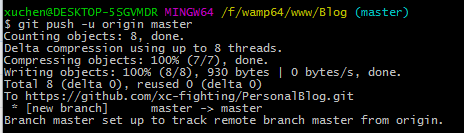 xuchen@DESKTOP-5SGVMDR MINGW64 /f/wamp64/www/Blog (master)
$ git push -u origin master
Counting objects: 8, done.
Delta compression using up to 8 threads.
Compressing objects: 100% (7/7), done.
Writing objects: 100% (8/8), 930 bytes | 0 bytes/s, done.
Total 8 (delta 0), reused 0 (delta 0)
To https://github.com/xc-fighting/PersonalBlog.git
 * [new branch]      master -> master
Branch master set up to track remote branch master from origin.